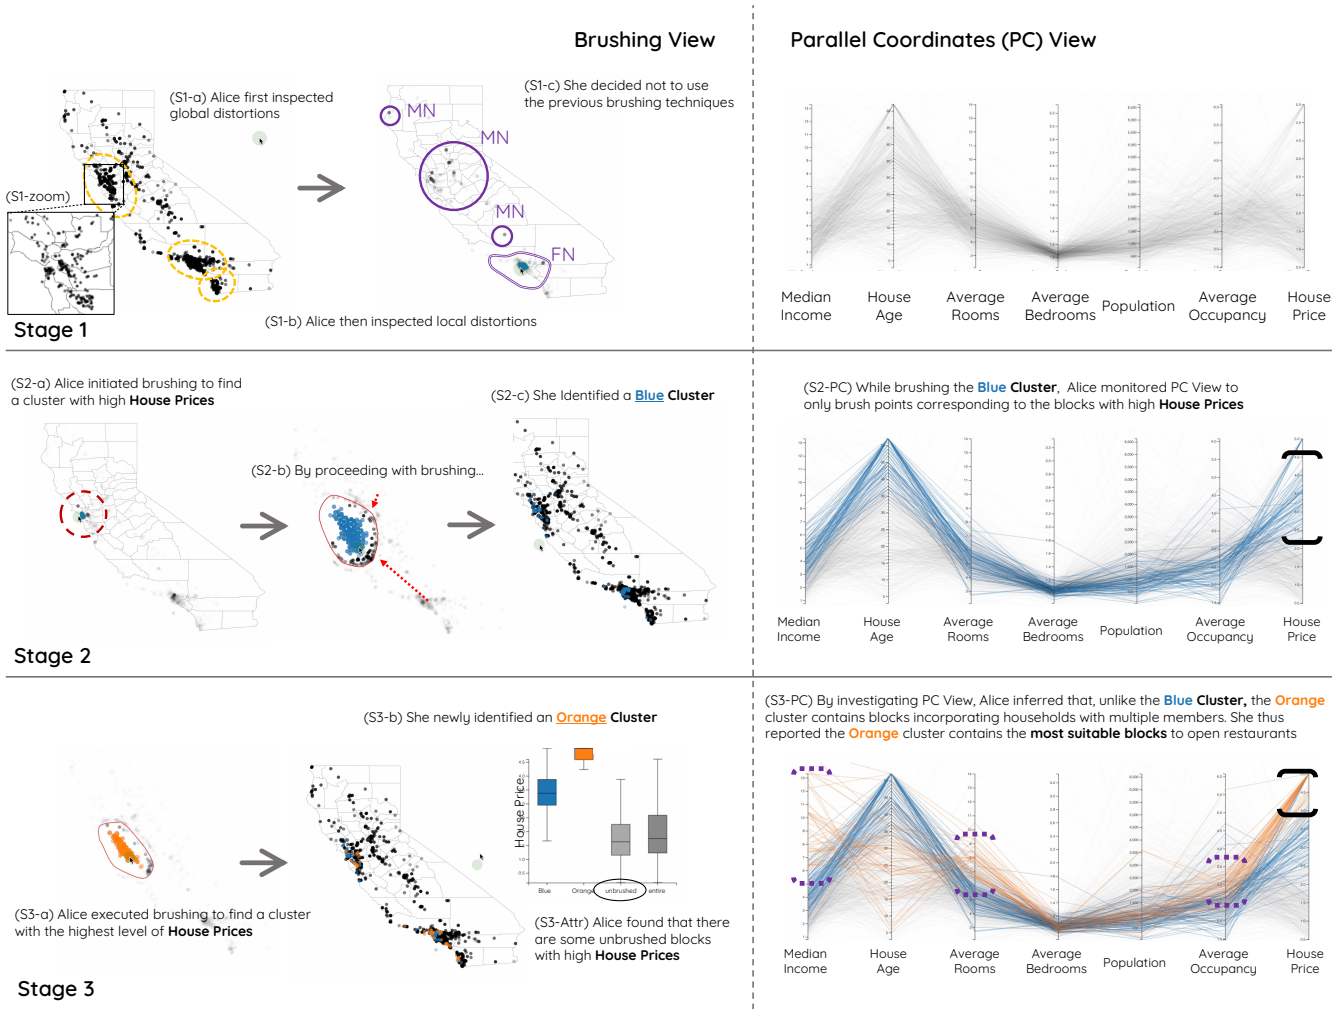 Brushing View
Parallel Coordinates (PC) View
(S1-a) Alice first inspected
global distortions
(S1-c) She decided not to use
the previous brushing techniques
MN
MN
MN
FN
(S1-zoom)
(S1-b) Alice then inspected local distortions
Stage 1
Median
Income
House
Age
Average
Rooms
Average
Bedrooms
Population
Average
Occupancy
House
Price
(S2-a) Alice initiated brushing to find
a cluster with high House Prices
(S2-b) By proceeding with brushing...
(S2-c) She Identified a Blue Cluster
Stage 2
(S2-PC) While brushing the Blue Cluster, Alice monitored PC View to
only brush points corresponding to the blocks with high House Prices
Median
Income
House
Age
Average
Rooms
Average
Bedrooms
Population
Average
Occupancy
House
Price
(S3-b) She newly identified an Orange Cluster
(S3-a) Alice executed brushing to find a cluster
with the highest level of House Prices
House Price
Blue
Orange
unbrushed
entire
(S3-Attr) Alice found that there
are some unbrushed blocks
with high House Prices
Stage 3
(S3-PC) By investigating PC View, Alice inferred that, unlike the Blue Cluster, the Orange
cluster contains blocks incorporating households with multiple members. She thus
reported the Orange cluster contains the most suitable blocks to open restaurants
Median
Income
House
Age
Average
Rooms
Average
Bedrooms
Population
Average
Occupancy
House
Price